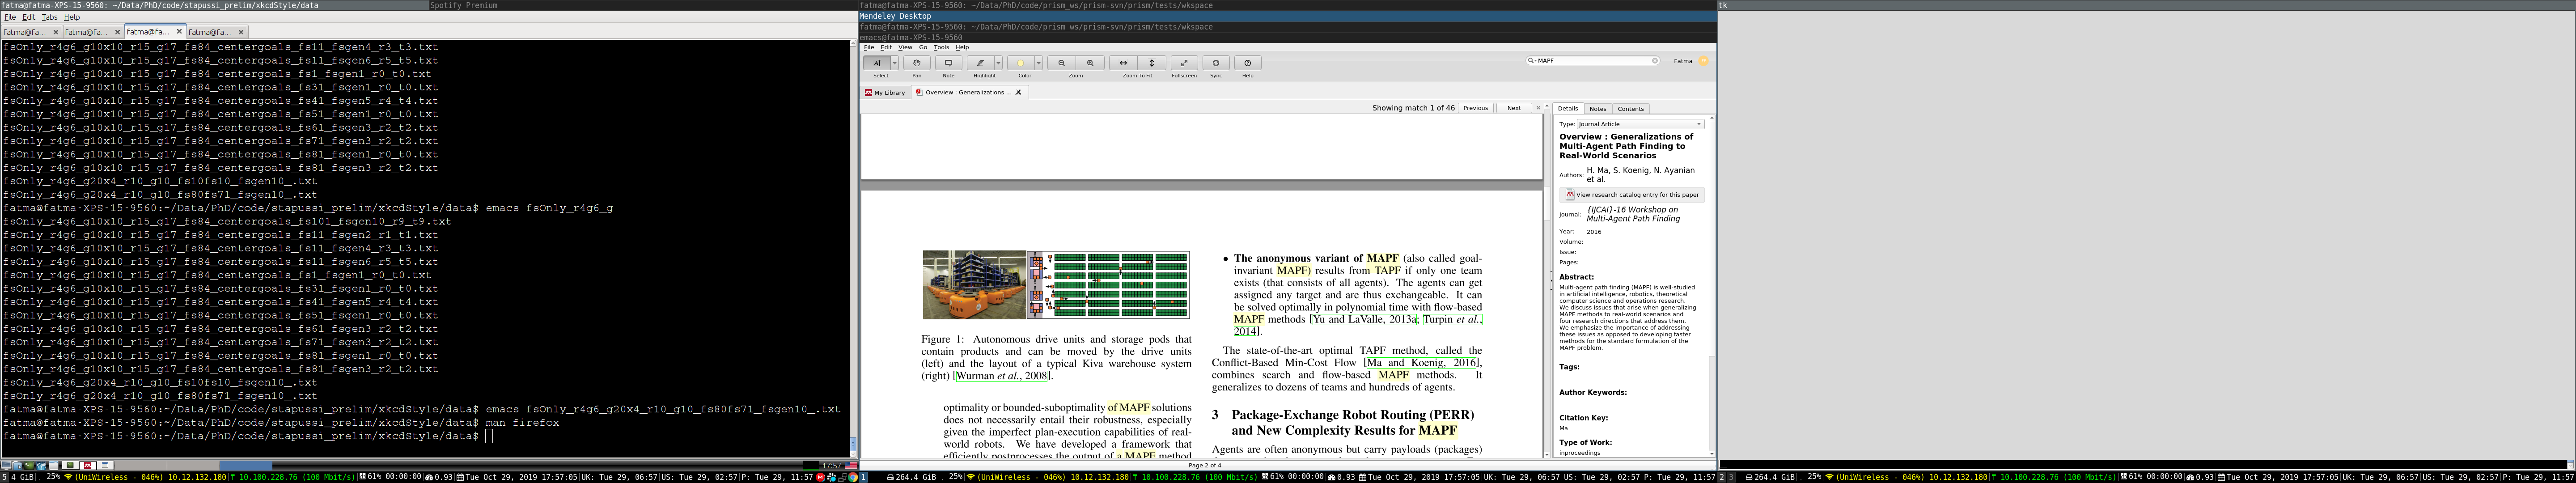 fatma@fatma-XPS-15-9560: ~/Data/PhD/code/stapussi_prelim/xkcdStyle/data
Spotify Premium
File Edit Tabs Help
fatma@fa...
fatma@fa...
fatma@fa...
fatma@fa...
fsOnly_r4g6_g10x10_r15_g17_fs84_centergoals_fs11_fsgen4_r3_t3.txt
fsOnly_r4g6_g10x10_r15_g17_fs84_centergoals_fs11_fsgen6_r5_t5.txt
fsOnly_r4g6_g10x10_r15_g17_fs84_centergoals_fs1_fsgen1_r0_t0.txt
fsOnly_r4g6_g10x10_r15_g17_fs84_centergoals_fs31_fsgen1_r0_t0.txt
fsOnly_r4g6_g10x10_r15_g17_fs84_centergoals_fs41_fsgen5_r4_t4.txt
fsOnly_r4g6_g10x10_r15_g17_fs84_centergoals_fs51_fsgen1_r0_t0.txt
fsOnly_r4g6_g10x10_r15_g17_fs84_centergoals_fs61_fsgen3_r2_t2.txt
fsOnly_r4g6_g10x10_r15_g17_fs84_centergoals_fs71_fsgen3_r2_t2.txt
fsOnly_r4g6_g10x10_r15_g17_fs84_centergoals_fs81_fsgen1_r0_t0.txt
fsOnly_r4g6_g10x10_r15_g17_fs84_centergoals_fs81_fsgen3_r2_t2.txt
fsOnly_r4g6_g20x4_r10_g10_fs10fs10_fsgen10_.txt
fsOnly_r4g6_g20x4_r10_g10_fs80fs71_fsgen10_.txt
fatma@fatma-XPS-15-9560:~/Data/PhD/code/stapussi_prelim/xkcdStyle/data$ emacs fsOnly_r4g6_g
fsOnly_r4g6_g10x10_r15_g17_fs84_centergoals_fs101_fsgen10_r9_t9.txt
fsOnly_r4g6_g10x10_r15_g17_fs84_centergoals_fs11_fsgen2_r1_t1.txt
fsOnly_r4g6_g10x10_r15_g17_fs84_centergoals_fs11_fsgen4_r3_t3.txt
fsOnly_r4g6_g10x10_r15_g17_fs84_centergoals_fs11_fsgen6_r5_t5.txt
fsOnly_r4g6_g10x10_r15_g17_fs84_centergoals_fs1_fsgen1_r0_t0.txt
fsOnly_r4g6_g10x10_r15_g17_fs84_centergoals_fs31_fsgen1_r0_t0.txt
fsOnly_r4g6_g10x10_r15_g17_fs84_centergoals_fs41_fsgen5_r4_t4.txt
fsOnly_r4g6_g10x10_r15_g17_fs84_centergoals_fs51_fsgen1_r0_t0.txt
fsOnly_r4g6_g10x10_r15_g17_fs84_centergoals_fs61_fsgen3_r2_t2.txt
fsOnly_r4g6_g10x10_r15_g17_fs84_centergoals_fs71_fsgen3_r2_t2.txt
fsOnly_r4g6_g10x10_r15_g17_fs84_centergoals_fs81_fsgen1_r0_t0.txt
fsOnly_r4g6_g10x10_r15_g17_fs84_centergoals_fs81_fsgen3_r2_t2.txt
fsOnly_r4g6_g20x4_r10_g10_fs10fs10_fsgen10_.txt
fsOnly_r4g6_g20x4_r10_g10_fs80fs71_fsgen10_.txt
fatma@fatma-XPS-15-9560:~/Data/PhD/code/stapussi_prelim/xkcdStyle/data$ emacs fsOnly_r4g6_g20x4_r10_g10_fs80fs71_fsgen10_.txt
fatma@fatma-XPS-15-9560:~/Data/PhD/code/stapussi_prelim/xkcdStyle/data$ man firefox
fatma@fatma-XPS-15-9560:~/Data/PhD/code/stapussi_prelim/xkcdStyle/data$
17:57
5 4 GiB 25% (UniWireless - 046%) 10.12.132.180 10.100.228.76 (100 Mbit/s) 61% 00:00:00 0.93 Tue Oct 29, 2019 17:57:05 UK: Tue 29, 06:57 US: Tue 29, 02:57 P: Tue 29, 11:57
fatma@fatma-XPS-15-9560: ~/Data/PhD/code/prism_ws/prism-svn/prism/tests/wkspace
Mendeley Desktop
fatma@fatma-XPS-15-9560: ~/Data/PhD/code/prism_ws/prism-svn/prism/tests/wkspace
emacs@fatma-XPS-15-9560
File Edit View Go Tools Help
Select Pan Note Highlight Color Zoom Zoom To Fit Fullscreen Sync Help
MAPF
Fatma
My Library
Overview : Generalizations ...
Showing match 1 of 46 Previous Next
Figure 1: Autonomous drive units and storage pods that
contain products and can be moved by the drive units
(left) and the layout of a typical Kiva warehouse system
(right) [Wurman et al., 2008].
optimality or bounded-suboptimality of MAPF solutions
does not necessarily entail their robustness, especially
given the imperfect plan-execution capabilities of real-
world robots. We have developed a framework that
efficiently postprocesses the output of a MAPF method
• The anonymous variant of MAPF (also called goal-
invariant MAPF) results from TAPF if only one team
exists (that consists of all agents). The agents can get
assigned any target and are thus exchangeable. It can
be solved optimally in polynomial time with flow-based
MAPF methods [Yu and LaValle, 2013a; Turpin et al.,
2014].
The state-of-the-art optimal TAPF method, called the
Conflict-Based Min-Cost Flow [Ma and Koenig, 2016],
combines search and flow-based MAPF methods. It
generalizes to dozens of teams and hundreds of agents.
3 Package-Exchange Robot Routing (PERR)
and New Complexity Results for MAPF
Agents are often anonymous but carry payloads (packages)
Page 2 of 4
Details Notes Contents
Type: Journal Article
Overview : Generalizations of
Multi-Agent Path Finding to
Real-World Scenarios
Authors: H. Ma, S. Koenig, N. Ayanian
et al.
View research catalog entry for this paper
Journal: {IJCAI}-16 Workshop on
Multi-Agent Path Finding
Year: 2016
Volume:
Issue:
Pages:
Abstract:
Multi-agent path finding (MAPF) is well-studied
in artificial intelligence, robotics, theoretical
computer science and operations research.
We discuss issues that arise when generalizing
MAPF methods to real-world scenarios and
four research directions that address them.
We emphasize the importance of addressing
these issues as opposed to developing faster
methods for the standard formulation of the
MAPF problem.
Tags:
Author Keywords:
Citation Key:
Ma
Type of Work:
inproceedings
1 264.4 GiB 25% (UniWireless - 046%) 10.12.132.180 10.100.228.76 (100 Mbit/s) 61% 00:00:00 0.93 Tue Oct 29, 2019 17:57:05 UK: Tue 29, 06:57 US: Tue 29, 02:57 P: Tue 29, 11:57
tk
2 3 264.4 GiB 25% (UniWireless - 046%) 10.12.132.180 10.100.228.76 (100 Mbit/s) 61% 00:00:00 0.93 Tue Oct 29, 2019 17:57:05 UK: Tue 29, 06:57 US: Tue 29, 02:57 P: Tue 29, 11:57